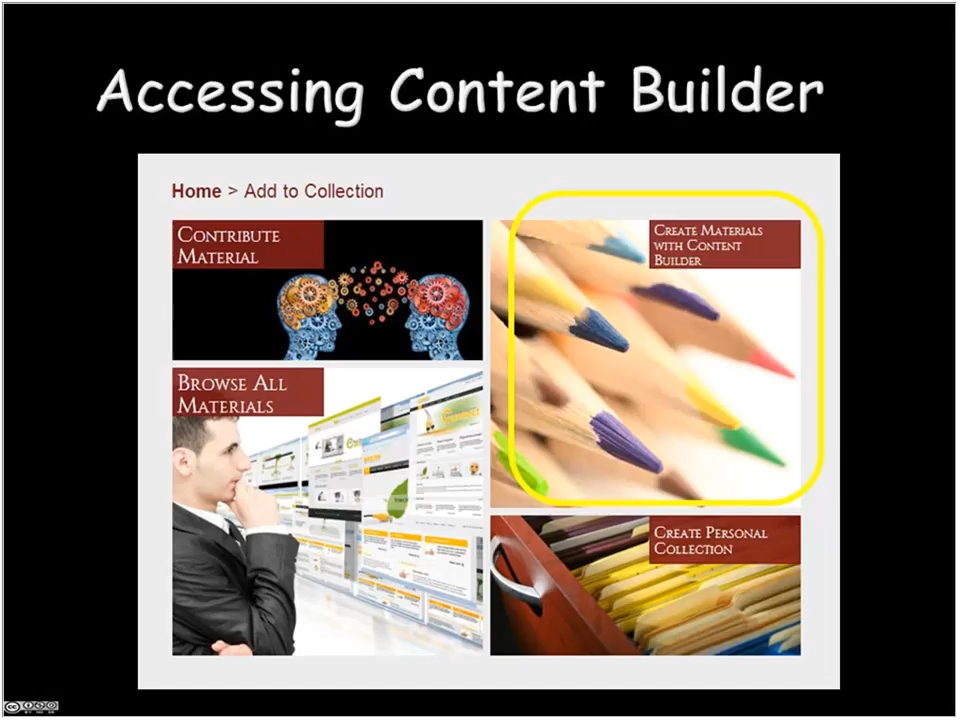 Accessing Content Builder
Home > Add to Collection
Contribute
Material
Create Materials
with Content
Builder
Browse All
Materials
Create Personal
Collection